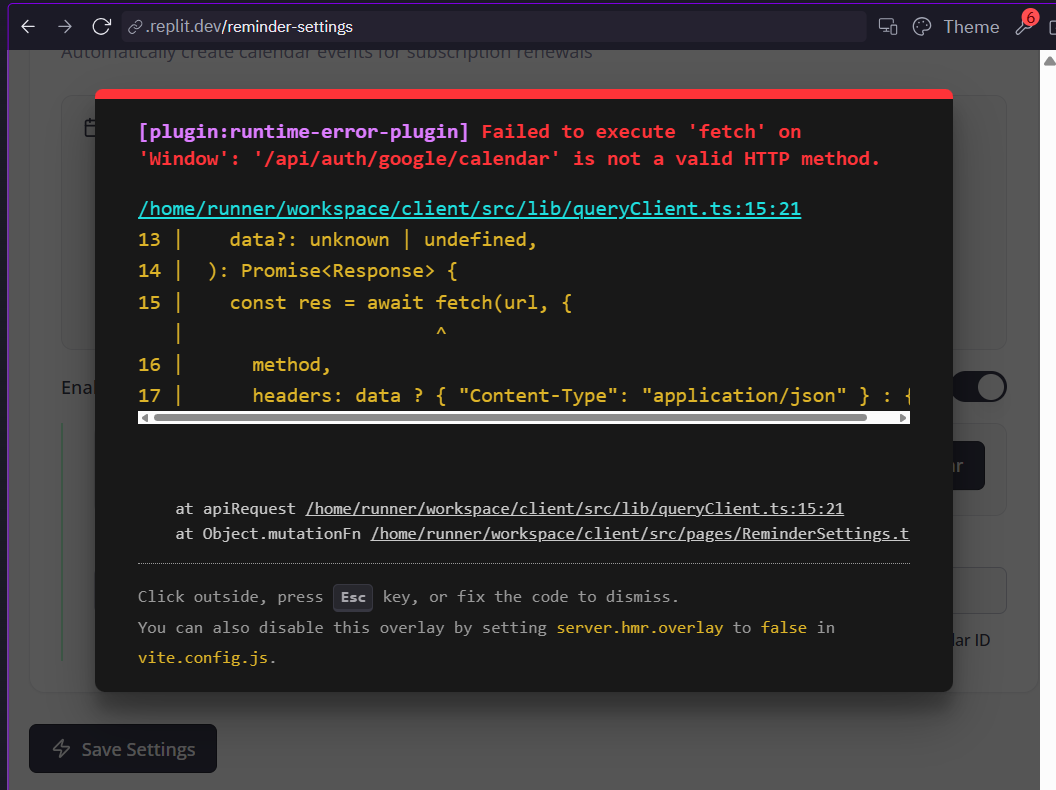 .replit.dev/reminder-settings
Theme
6
Automatically create calendar events for subscription renewals
[plugin:runtime-error-plugin] Failed to execute 'fetch' on
'Window': '/api/auth/google/calendar' is not a valid HTTP method.
/home/runner/workspace/client/src/lib/queryClient.ts:15:21
13 |    data?: unknown | undefined,
14 |  ): Promise<Response> {
15 |    const res = await fetch(url, {
   |                      ^
16 |      method,
17 |      headers: data ? { "Content-Type": "application/json" } : {
Enal
ar
at apiRequest /home/runner/workspace/client/src/lib/queryClient.ts:15:21
at Object.mutationFn /home/runner/workspace/client/src/pages/ReminderSettings.t
Click outside, press Esc key, or fix the code to dismiss.
You can also disable this overlay by setting server.hmr.overlay to false in
vite.config.js.
lar ID
Save Settings